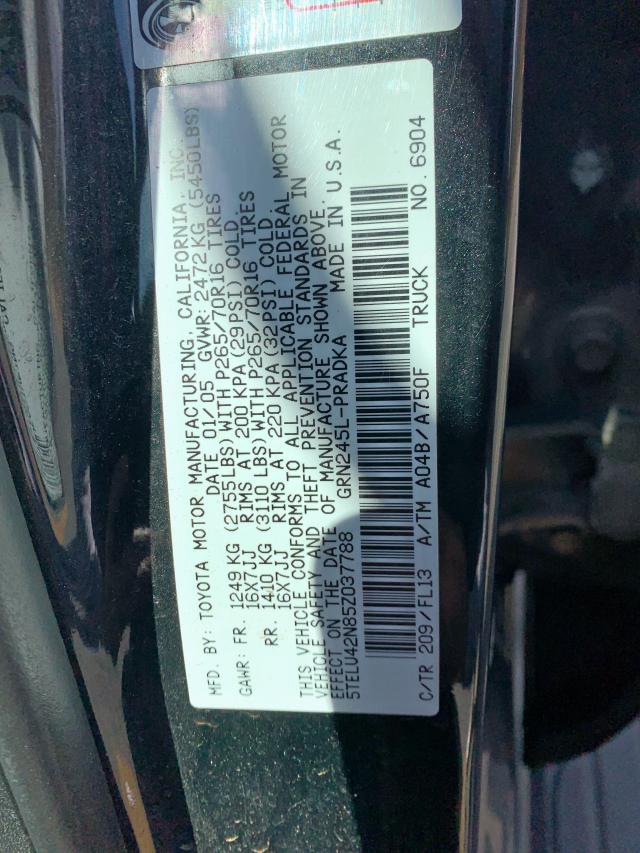 MFD. BY: TOYOTA MOTOR MANUFACTURING, CALIFORNIA, INC.
DATE 01/05 GVWR: 2472KG (5450LBS)
GAWR: FR. 1249KG (2755LBS) WITH P265/70R16 TIRES
16X7JJ RIMS AT 200 KPA (29PSI) COLD.
RR. 1410 KG (3110 LBS) WITH P265/70R16 TIRES
16X7JJ RIMS AT 220 KPA (32PSI) COLD
THIS VEHICLE CONFORMS TO ALL APPLICABLE FEDERAL MOTOR
VEHICLE SAFETY AND THEFT PREVENTION STANDARDS IN
EFFECT ON THE DATE OF MANUFACTURE SHOWN ABOVE.
5TELU42N85Z037788 GRN245L-PRADKA MADE IN U.S.A.
C/TR 209/FL13 A/TM A04B/A750F TRUCK NO. 6904